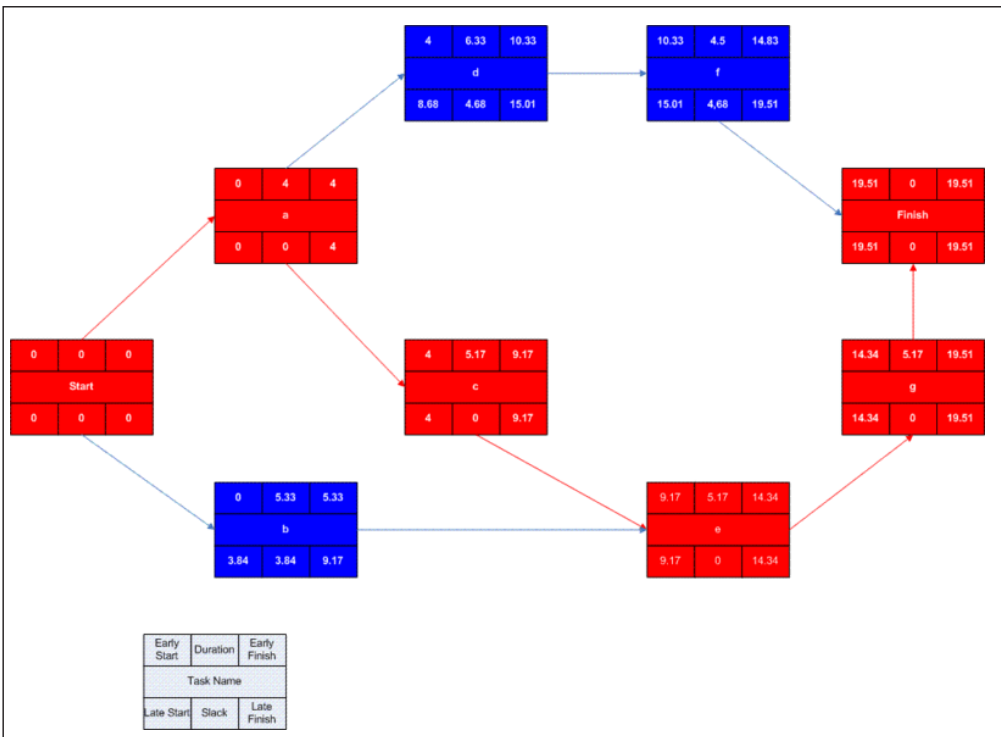 4 6.33 10.33
d
8.68 4.68 15.01
10.33 4.5 14.83
f
15.01 4,68 19.51
0 4 4
a
0 0 4
19.51 0 19.51
Finish
19.51 0 19.51
0 0 0
Start
0 0 0
4 5.17 9.17
c
4 0 9.17
14.34 5.17 19.51
g
14.34 0 19.51
0 5.33 5.33
b
3.84 3.84 9.17
9.17 5.17 14.34
e
9.17 0 14.34
Early Start
Duration
Early Finish
Task Name
Late Start
Slack
Late Finish